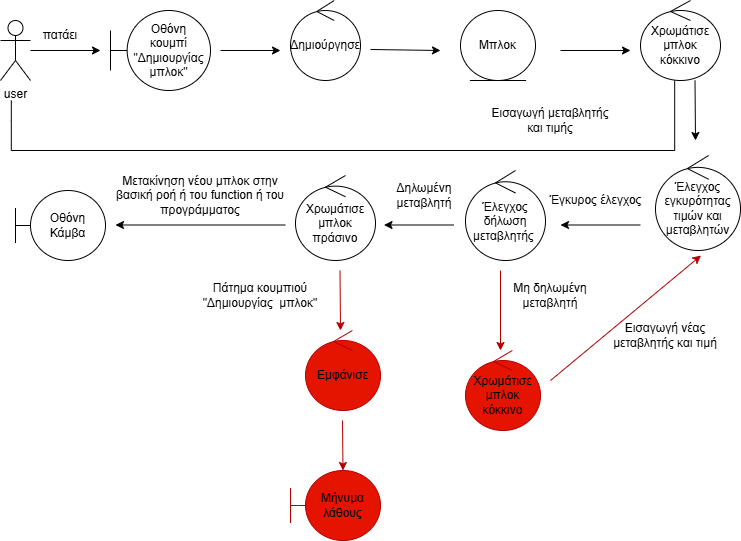 πατάει
user
Οθόνη
κουμπί
"Δημιουργίας
μπλοκ"
Δημιούργησε
Μπλοκ
Χρωμάτισε
μπλοκ
κόκκινο
Εισαγωγή μεταβλητής
και τιμής
Έλεγχος
εγκυρότητας
τιμών και
μεταβλητών
Έγκυρος έλεγχος
Έλεγχος
δήλωση
μεταβλητής
Δηλωμένη
μεταβλητή
Χρωμάτισε
μπλοκ
πράσινο
Μετακίνηση νέου μπλοκ στην
βασική ροή ή του function ή του
προγράμματος
Οθόνη
Κάμβα
Πάτημα κουμπιού
"Δημιουργίας μπλοκ"
Μη δηλωμένη
μεταβλητή
Εισαγωγή νέας
μεταβλητής και τιμή
Εμφάνισε
Χρωμάτισε
μπλοκ
κόκκινο
Μήνυμα
λάθους